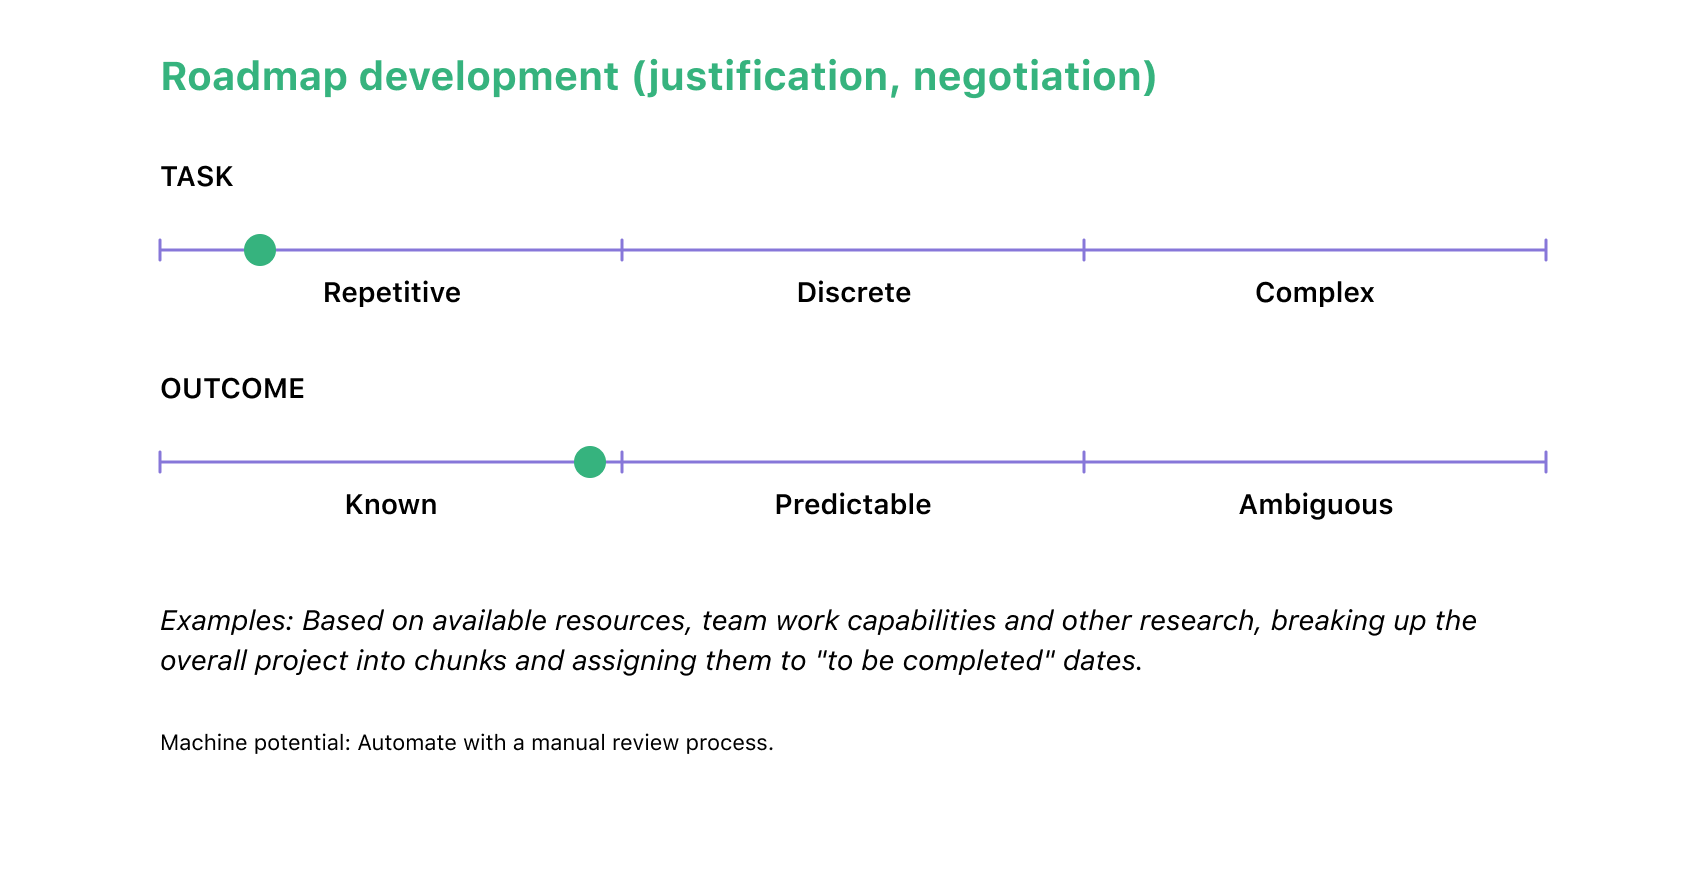 Roadmap development (justification, negotiation)
TASK
Repetitive
Discrete
Complex
OUTCOME
Known
Predictable
Ambiguous
Examples: Based on available resources, team work capabilities and other research, breaking up the
overall project into chunks and assigning them to "to be completed" dates.
Machine potential: Automate with a manual review process.